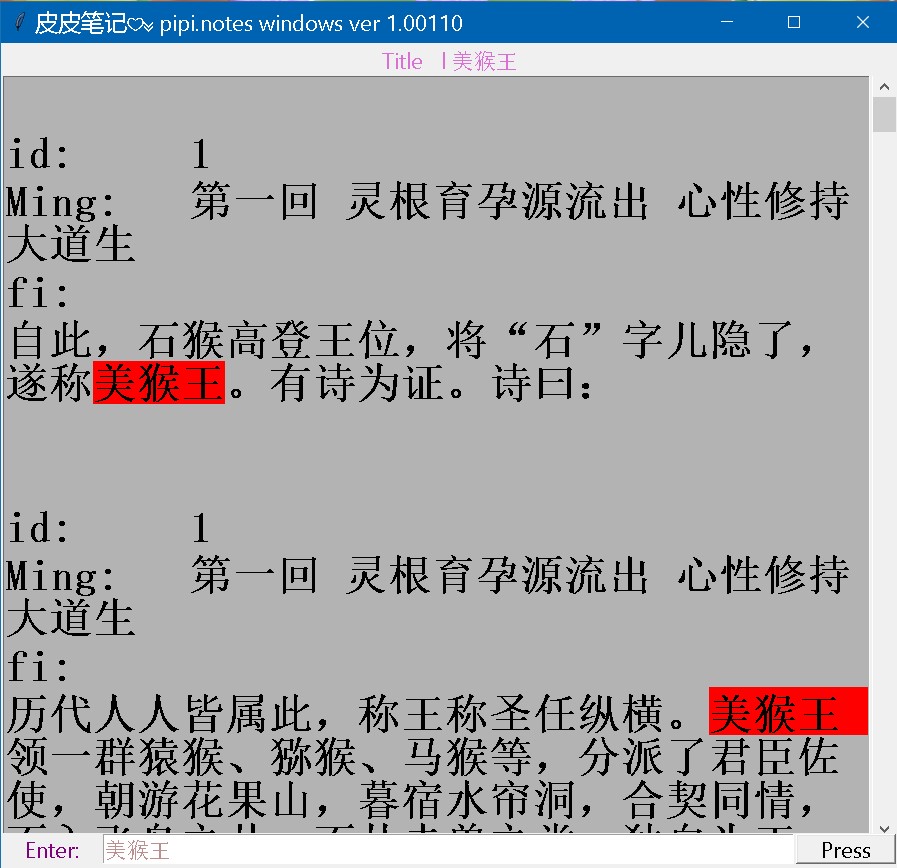 皮皮笔记 pipi.notes windows ver 1.00110
Title | 美猴王
id: 1
Ming: 第一回 灵根育孕源流出 心性修持
大道生
fi:
自此，石猴高登王位，将“石”字儿隐了，
遂称美猴王。有诗为证。诗曰：
id: 1
Ming: 第一回 灵根育孕源流出 心性修持
大道生
fi:
历代人人皆属此，称王称圣任纵横。美猴王
领一群猿猴、猕猴、马猴等，分派了君臣佐
使，朝游花果山，暮宿水帘洞，合契同情，
Enter: 美猴王 Press